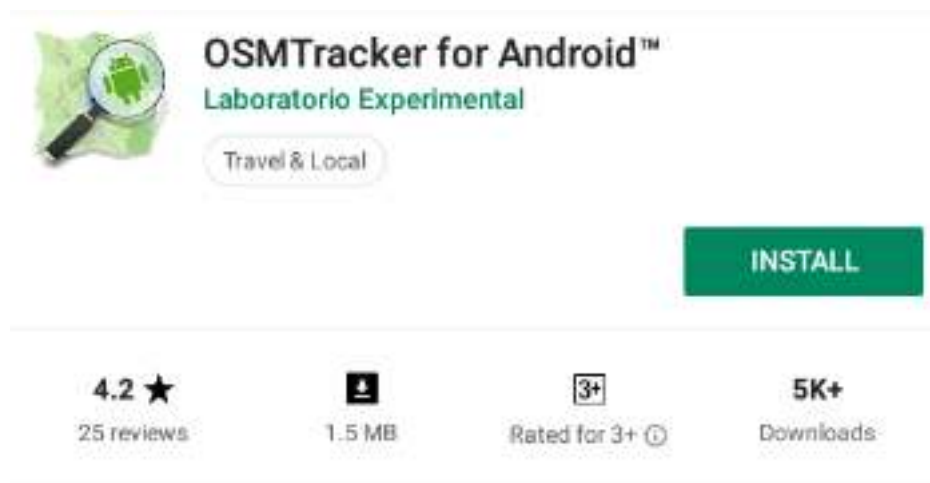 OSMTracker for Android™
Laboratorio Experimental
Travel & Local
INSTALL
4.2 ★
25 reviews
1.5 MB
3+
Rated for 3+
5K+
Downloads